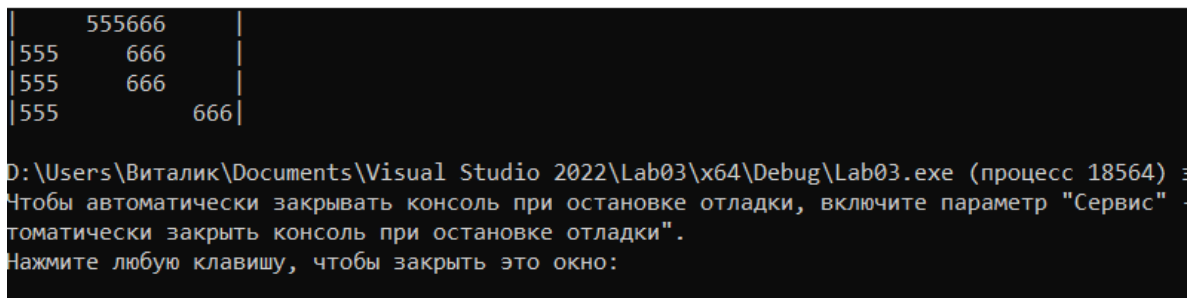 |     555666     |
|555     666     |
|555     666     |
|555         666|
D:\Users\Виталик\Documents\Visual Studio 2022\Lab03\x64\Debug\Lab03.exe (процесс 18564)
Чтобы автоматически закрывать консоль при остановке отладки, включите параметр "Сервис" -
томатически закрыть консоль при остановке отладки".
Нажмите любую клавишу, чтобы закрыть это окно: